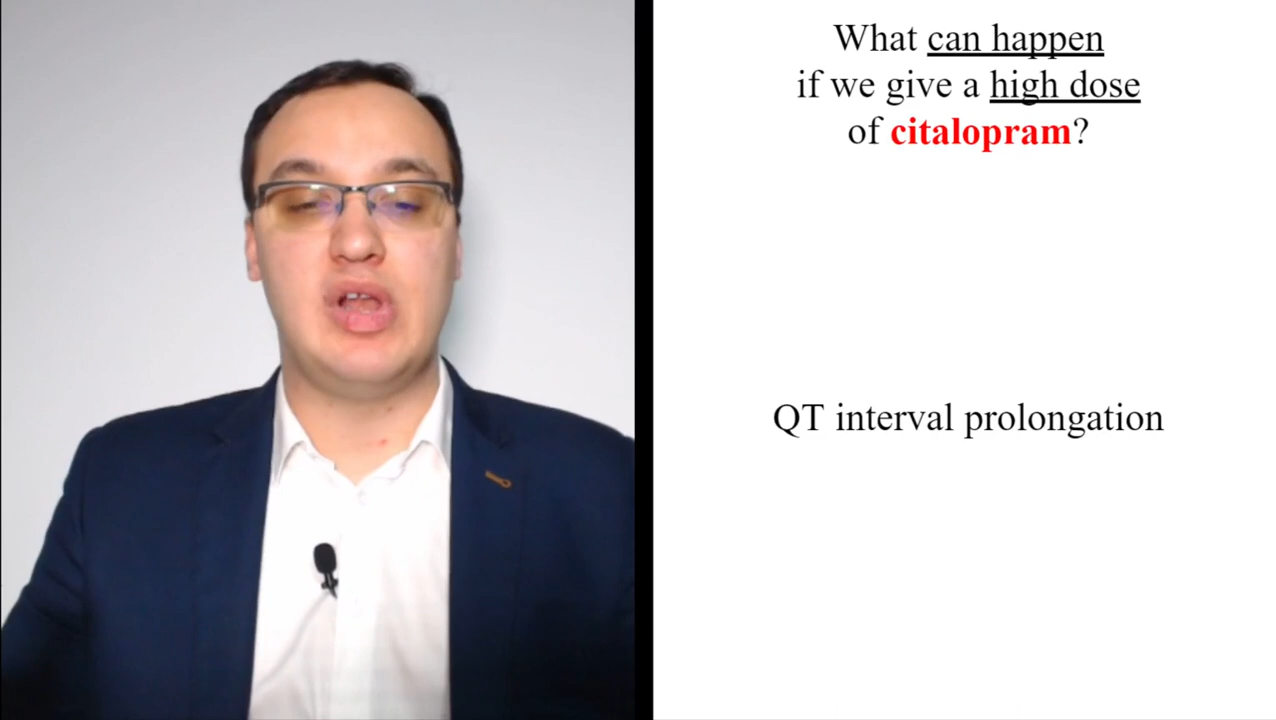 What can happen
if we give a high dose
of citalopram?
QT interval prolongation